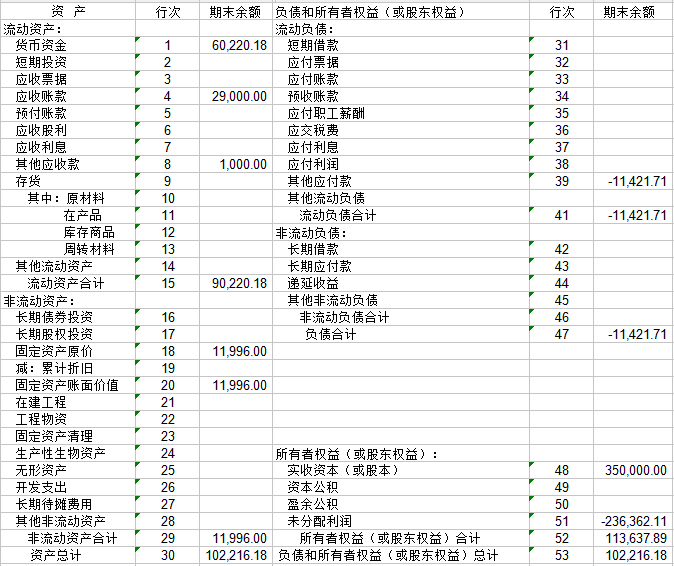 资 产 行次 期末余额 负债和所有者权益（或股东权益） 行次 期末余额
流动资产： 流动负债：
货币资金 1 60,220.18 短期借款 31
短期投资 2 应付票据 32
应收票据 3 应付账款 33
应收账款 4 29,000.00 预收账款 34
预付账款 5 应付职工薪酬 35
应收股利 6 应交税费 36
应收利息 7 应付利息 37
其他应收款 8 1,000.00 应付利润 38
存货 9 其他应付款 39 -11,421.71
其中：原材料 10 其他流动负债
在产品 11 流动负债合计 41 -11,421.71
库存商品 12 非流动负债：
周转材料 13 长期借款 42
其他流动资产 14 长期应付款 43
流动资产合计 15 90,220.18 递延收益 44
非流动资产： 其他非流动负债 45
长期债券投资 16 非流动负债合计 46
长期股权投资 17 负债合计 47 -11,421.71
固定资产原价 18 11,996.00
减：累计折旧 19
固定资产账面价值 20 11,996.00
在建工程 21
工程物资 22
固定资产清理 23
生产性生物资产 24 所有者权益（或股东权益）：
无形资产 25 实收资本（或股本） 48 350,000.00
开发支出 26 资本公积 49
长期待摊费用 27 盈余公积 50
其他非流动资产 28 未分配利润 51 -236,362.11
非流动资产合计 29 11,996.00 所有者权益（或股东权益）合计 52 113,637.89
资产总计 30 102,216.18 负债和所有者权益（或股东权益）总计 53 102,216.18